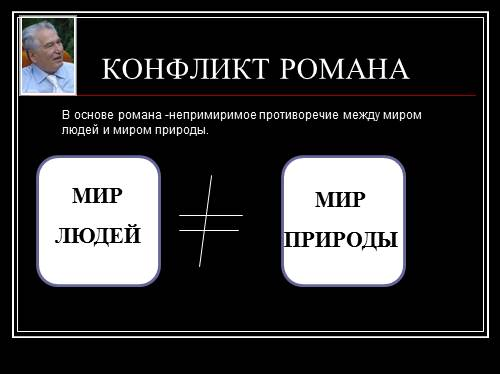 КОНФЛИКТ РОМАНА
В основе романа -непримиримое противоречие между миром
людей и миром природы.
МИР
ЛЮДЕЙ
МИР
ПРИРОДЫ